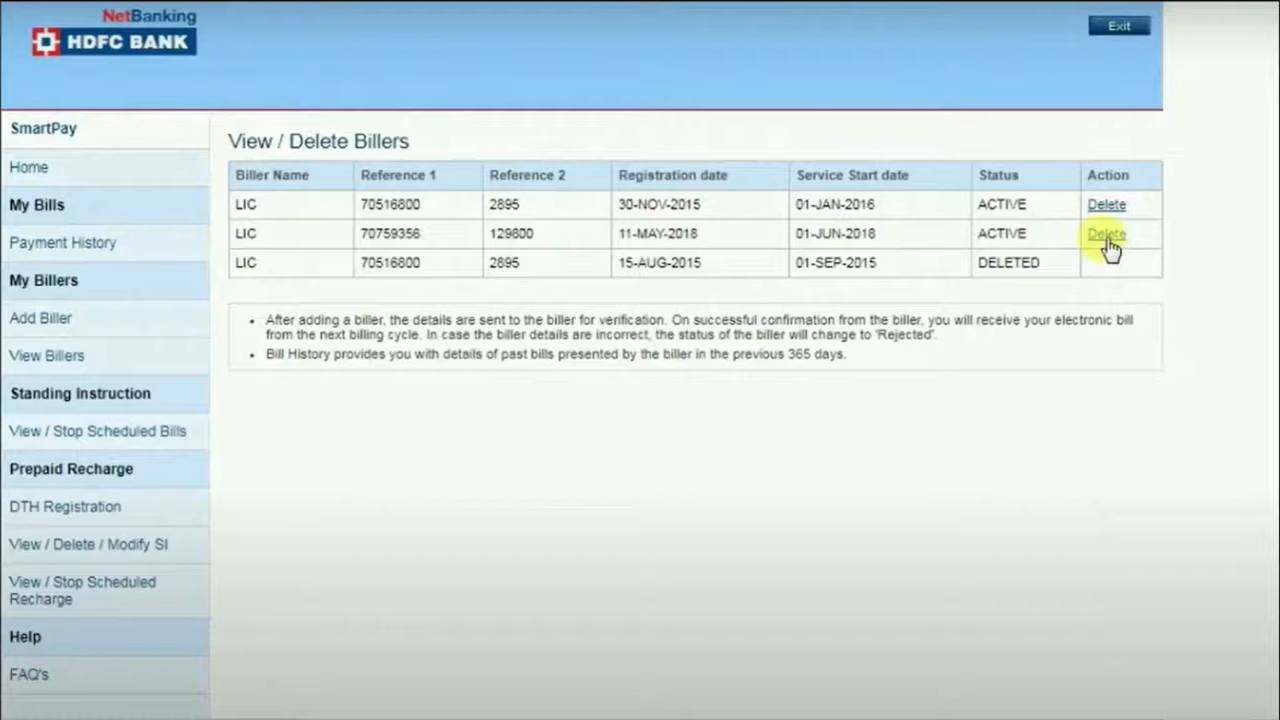 NetBanking
HDFC BANK
Exit
SmartPay
Home
My Bills
Payment History
My Billers
Add Biller
View Billers
Standing Instruction
View / Stop Scheduled Bills
Prepaid Recharge
DTH Registration
View / Delete / Modify SI
View / Stop Scheduled
Recharge
Help
FAQ's
View / Delete Billers
Biller Name Reference 1 Reference 2 Registration date Service Start date Status Action
LIC 70516800 2895 30-NOV-2015 01-JAN-2016 ACTIVE Delete
LIC 70759356 129800 11-MAY-2018 01-JUN-2018 ACTIVE Delete
LIC 70516800 2895 15-AUG-2015 01-SEP-2015 DELETED
• After adding a biller, the details are sent to the biller for verification. On successful confirmation from the biller, you will receive your electronic bill
from the next billing cycle. In case the biller details are incorrect, the status of the biller will change to 'Rejected'.
• Bill History provides you with details of past bills presented by the biller in the previous 365 days.